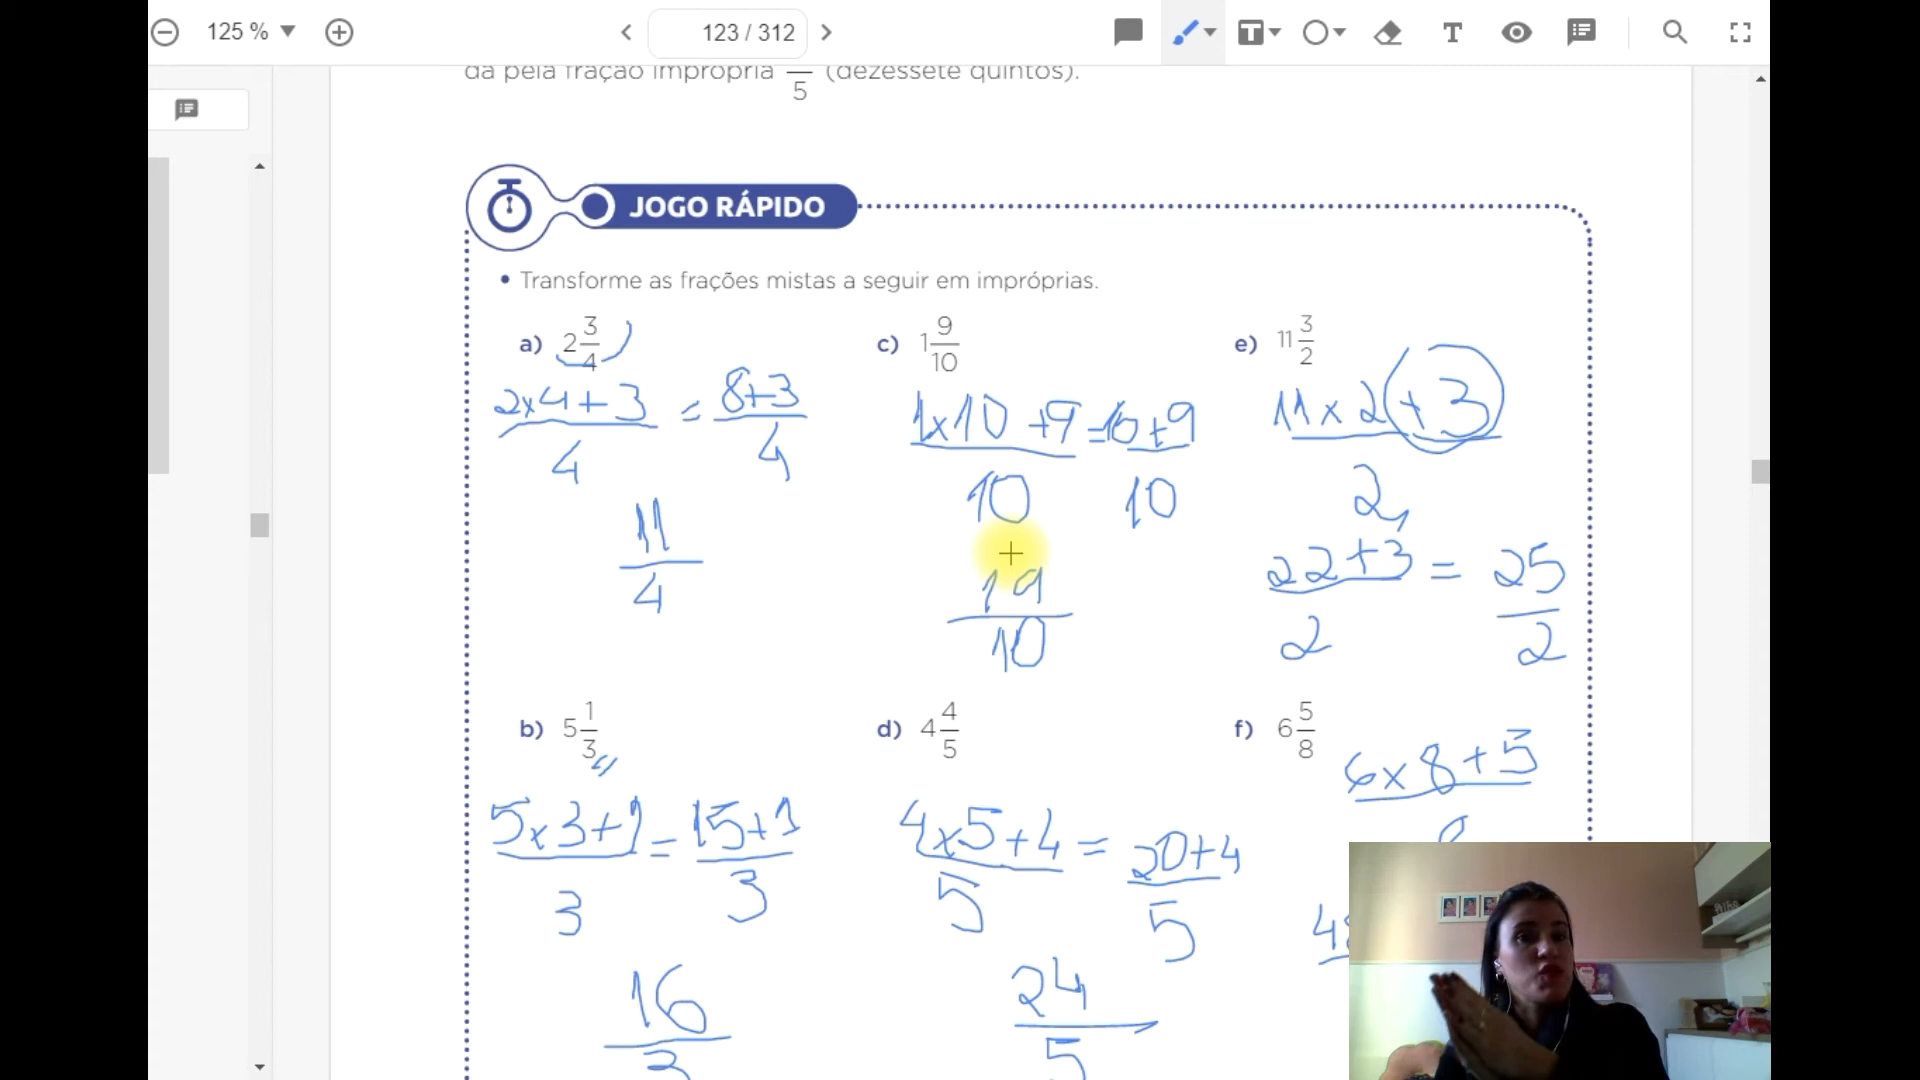 125 %
123 / 312
da pela fração imprópria — 5 (dezessete quintos).
JOGO RÁPIDO
• Transforme as frações mistas a seguir em impróprias.
a) 2 3/4
2x4+3/4 = 8+3/4
11/4
c) 1 9/10
1x10+9/10 = 10+9/10
19/10
e) 11 3/2
11x2+3/2
22+3/2 = 25/2
b) 5 1/3
5x3+1/3 = 15+1/3
16/3
d) 4 4/5
4x5+4/5 = 20+4/5
24/5
f) 6 5/8
6x8+5
48